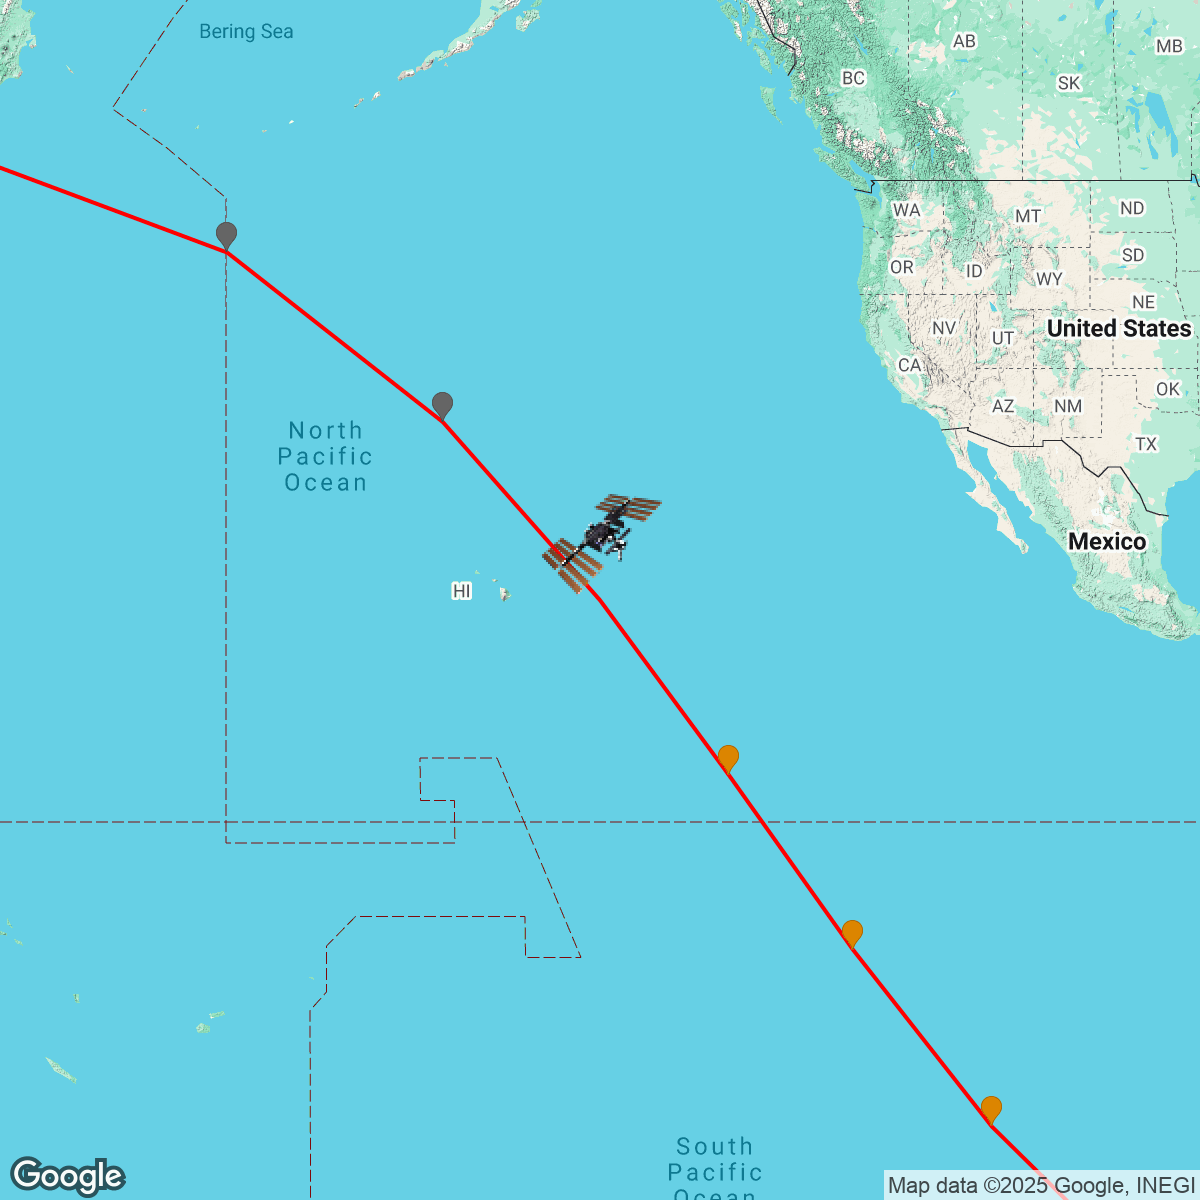 Bering Sea
AB
MB
BC
SK
WA
MT
ND
OR
ID
SD
WY
NE
NV
UT
United States
CA
OK
AZ
NM
TX
North
Pacific
Ocean
Mexico
HI
South
Pacific
Ocean
Google
Map data ©2025 Google, INEGI